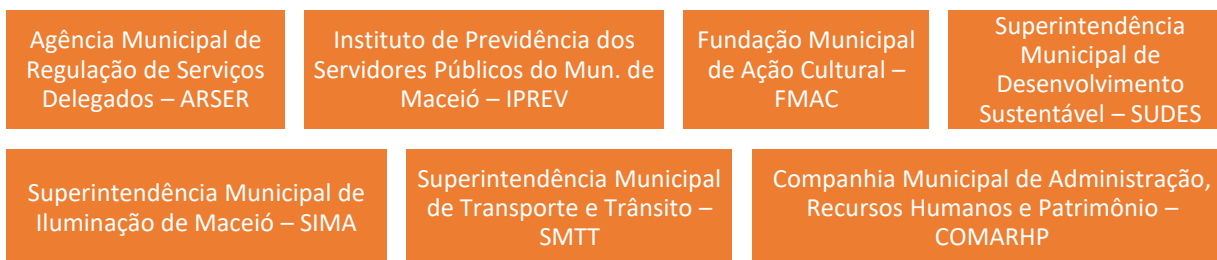 Agência Municipal de
Regulação de Serviços
Delegados – ARSER
Instituto de Previdência dos
Servidores Públicos do Mun. de
Maceió – IPREV
Fundação Municipal
de Ação Cultural –
FMAC
Superintendência
Municipal de
Desenvolvimento
Sustentável – SUDES
Superintendência Municipal de
Iluminação de Maceió – SIMA
Superintendência Municipal
de Transporte e Trânsito –
SMTT
Companhia Municipal de Administração,
Recursos Humanos e Patrimônio –
COMARHP